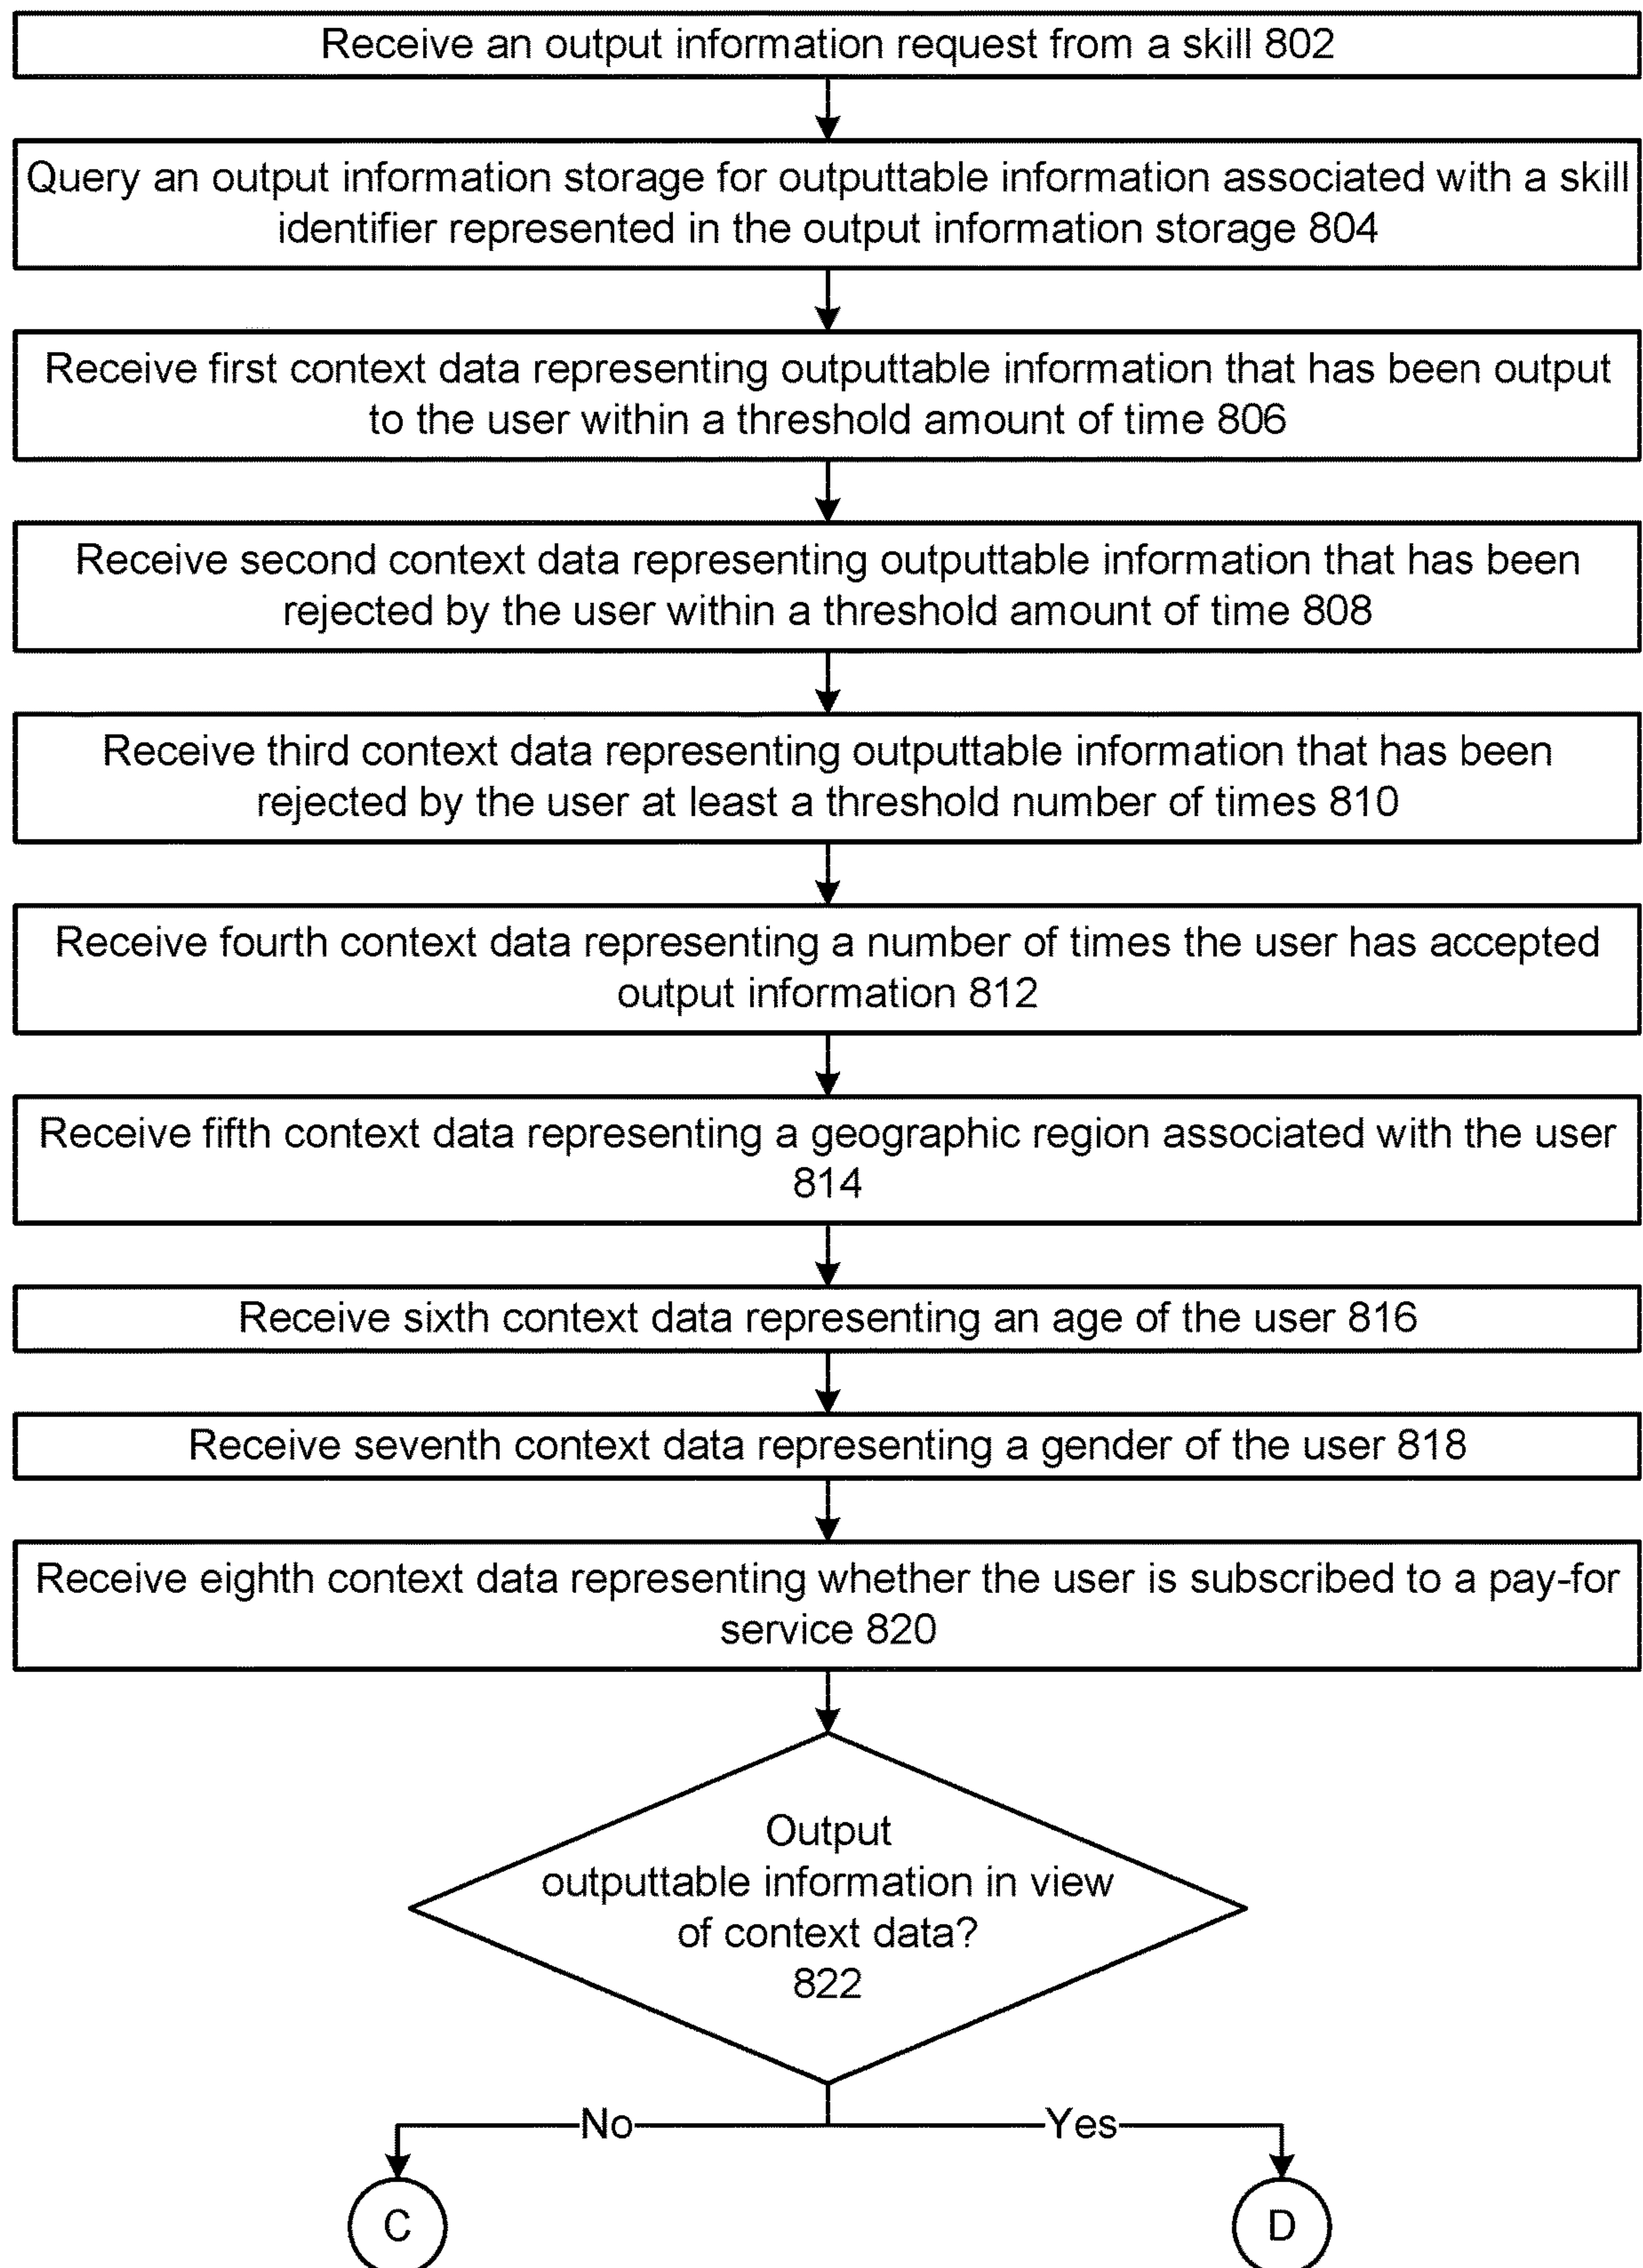 Receive an output information request from a skill 802
Query an output information storage for outputtable information associated with a skill
identifier represented in the output information storage 804
Receive first context data representing outputtable information that has been output
to the user within a threshold amount of time 806
Receive second context data representing outputtable information that has been
rejected by the user within a threshold amount of time 808
Receive third context data representing outputtable information that has been
rejected by the user at least a threshold number of times 810
Receive fourth context data representing a number of times the user has accepted
output information 812
Receive fifth context data representing a geographic region associated with the user
814
Receive sixth context data representing an age of the user 816
Receive seventh context data representing a gender of the user 818
Receive eighth context data representing whether the user is subscribed to a pay-for
service 820
Output
outputtable information in view
of context data?
822
No
Yes
C
D